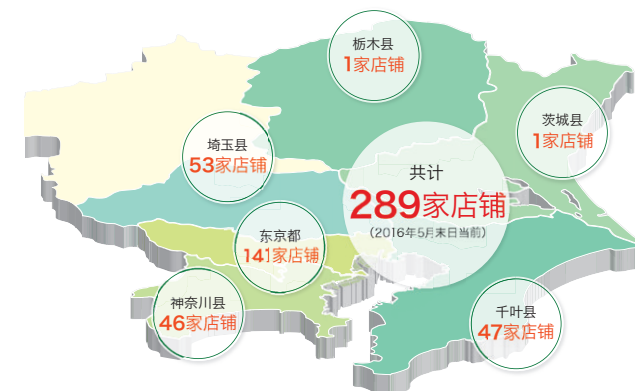 栃木县
1家店铺
茨城县
1家店铺
埼玉县
53家店铺
共计
289家店铺
(2016年5月末日当前)
东京都
141家店铺
神奈川县
46家店铺
千叶县
47家店铺